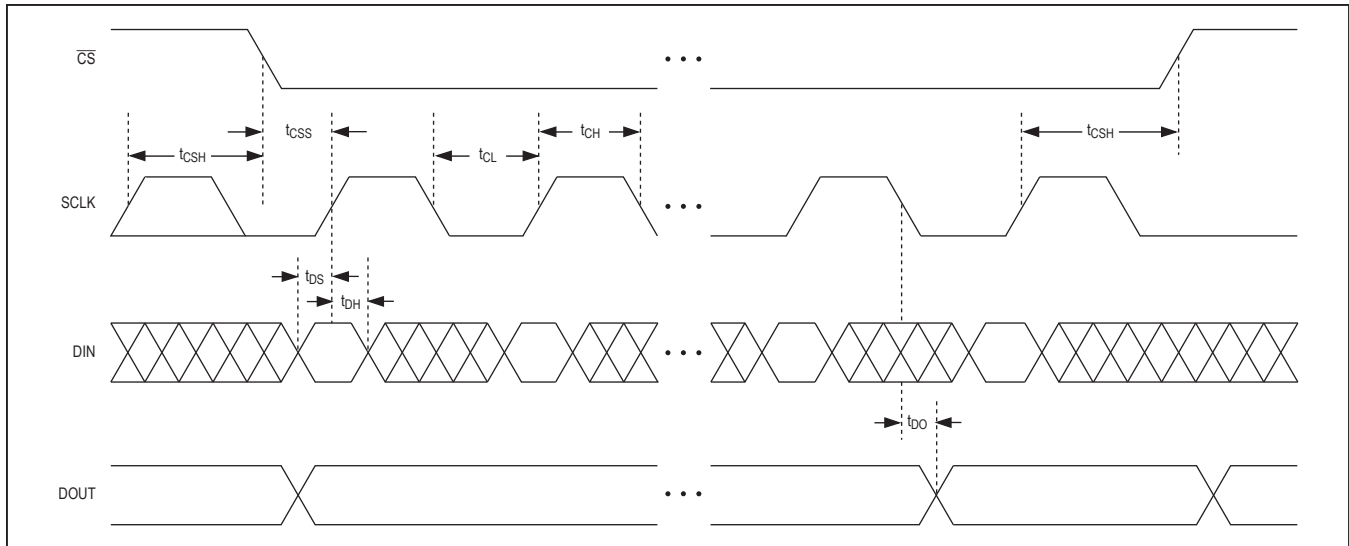 CS
tCSS
tCH
tCSH
tCL
tCSH
SCLK
tDS
tDH
DIN
tDO
DOUT